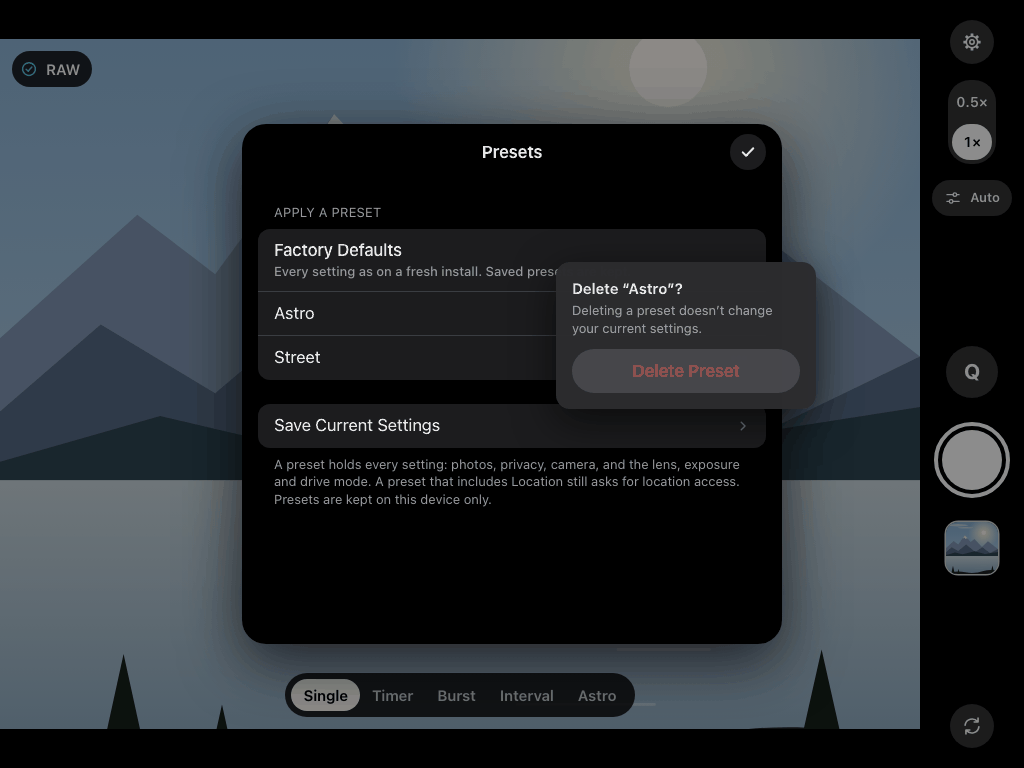 RAW
0.5×
1×
Auto
Presets
APPLY A PRESET
Factory Defaults
Every setting as on a fresh install. Saved
Astro
Street
Delete “Astro”?
Deleting a preset doesn’t change
your current settings.
Delete Preset
Save Current Settings
A preset holds every setting: photos, privacy, camera, and the lens, exposure
and drive mode. A preset that includes Location still asks for location access.
Presets are kept on this device only.
Q
Single
Timer
Burst
Interval
Astro